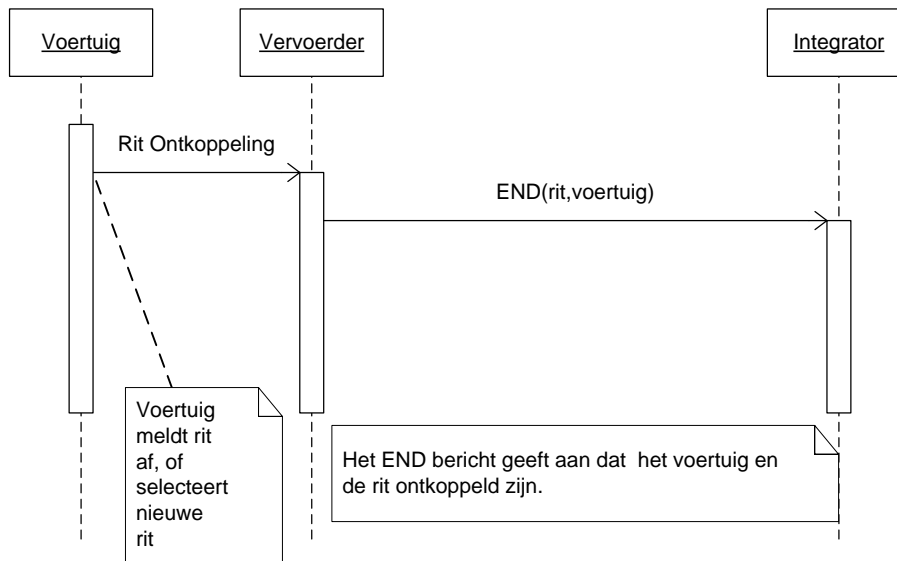 Voertuig
Vervoerder
Integrator
Rit Ontkoppeling
END(rit,voertuig)
Voertuig
meldt rit
af, of
selecteert
nieuwe
rit
Het END bericht geeft aan dat  het voertuig en
de rit ontkoppeld zijn.